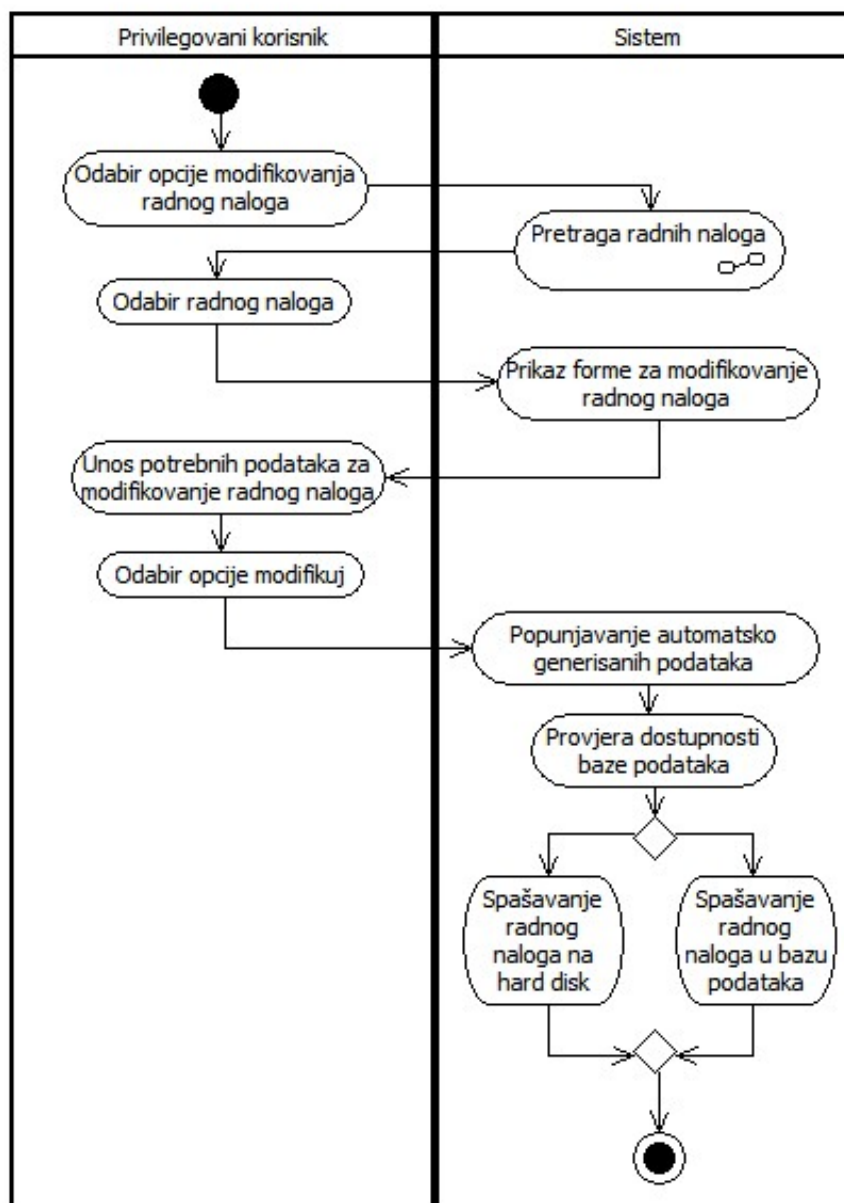 Privilegovani korisnik
Sistem
Odabir opcije modifikovanja
radnog naloga
Pretraga radnih naloga
Odabir radnog naloga
Prikaz forme za modifikovanje
radnog naloga
Unos potrebnih podataka za
modifikovanje radnog naloga
Odabir opcije modifikuj
Popunjavanje automatsko
generisanih podataka
Provjera dostupnosti
baze podataka
Spašavanje
radnog
naloga na
hard disk
Spašavanje
radnog
naloga u bazu
podataka